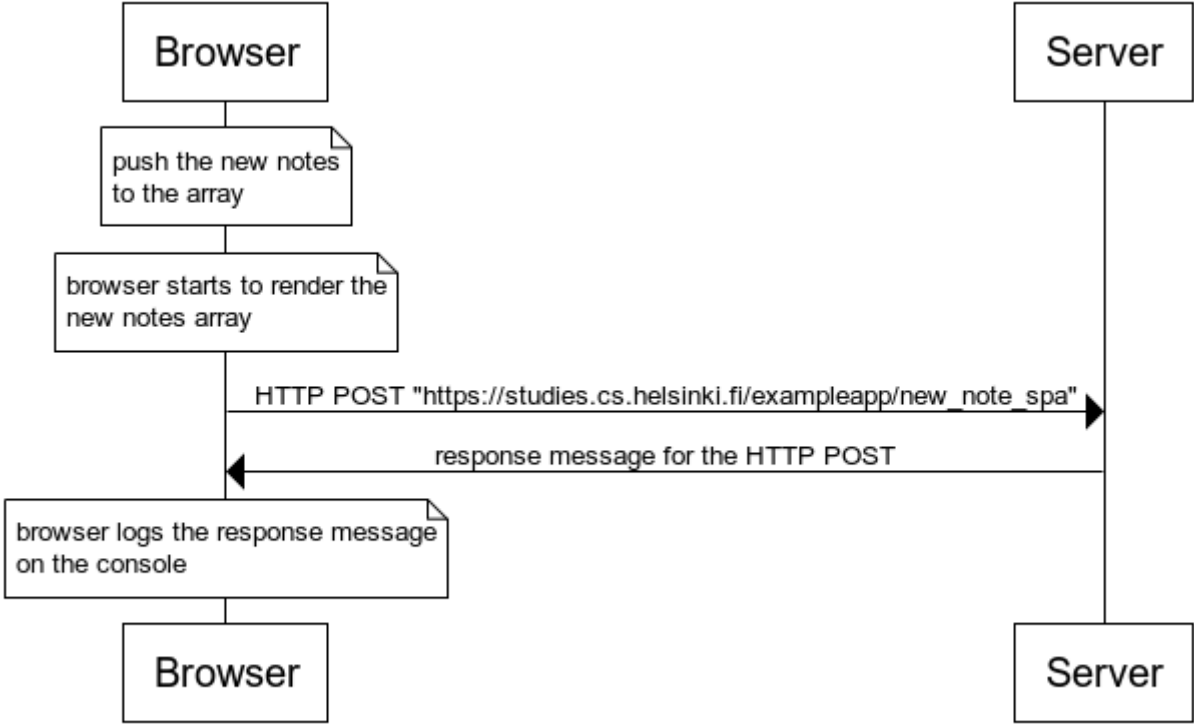 Browser
Server
push the new notes
to the array
browser starts to render the
new notes array
HTTP POST "https://studies.cs.helsinki.fi/exampleapp/new_note_spa"
response message for the HTTP POST
browser logs the response message
on the console
Browser
Server